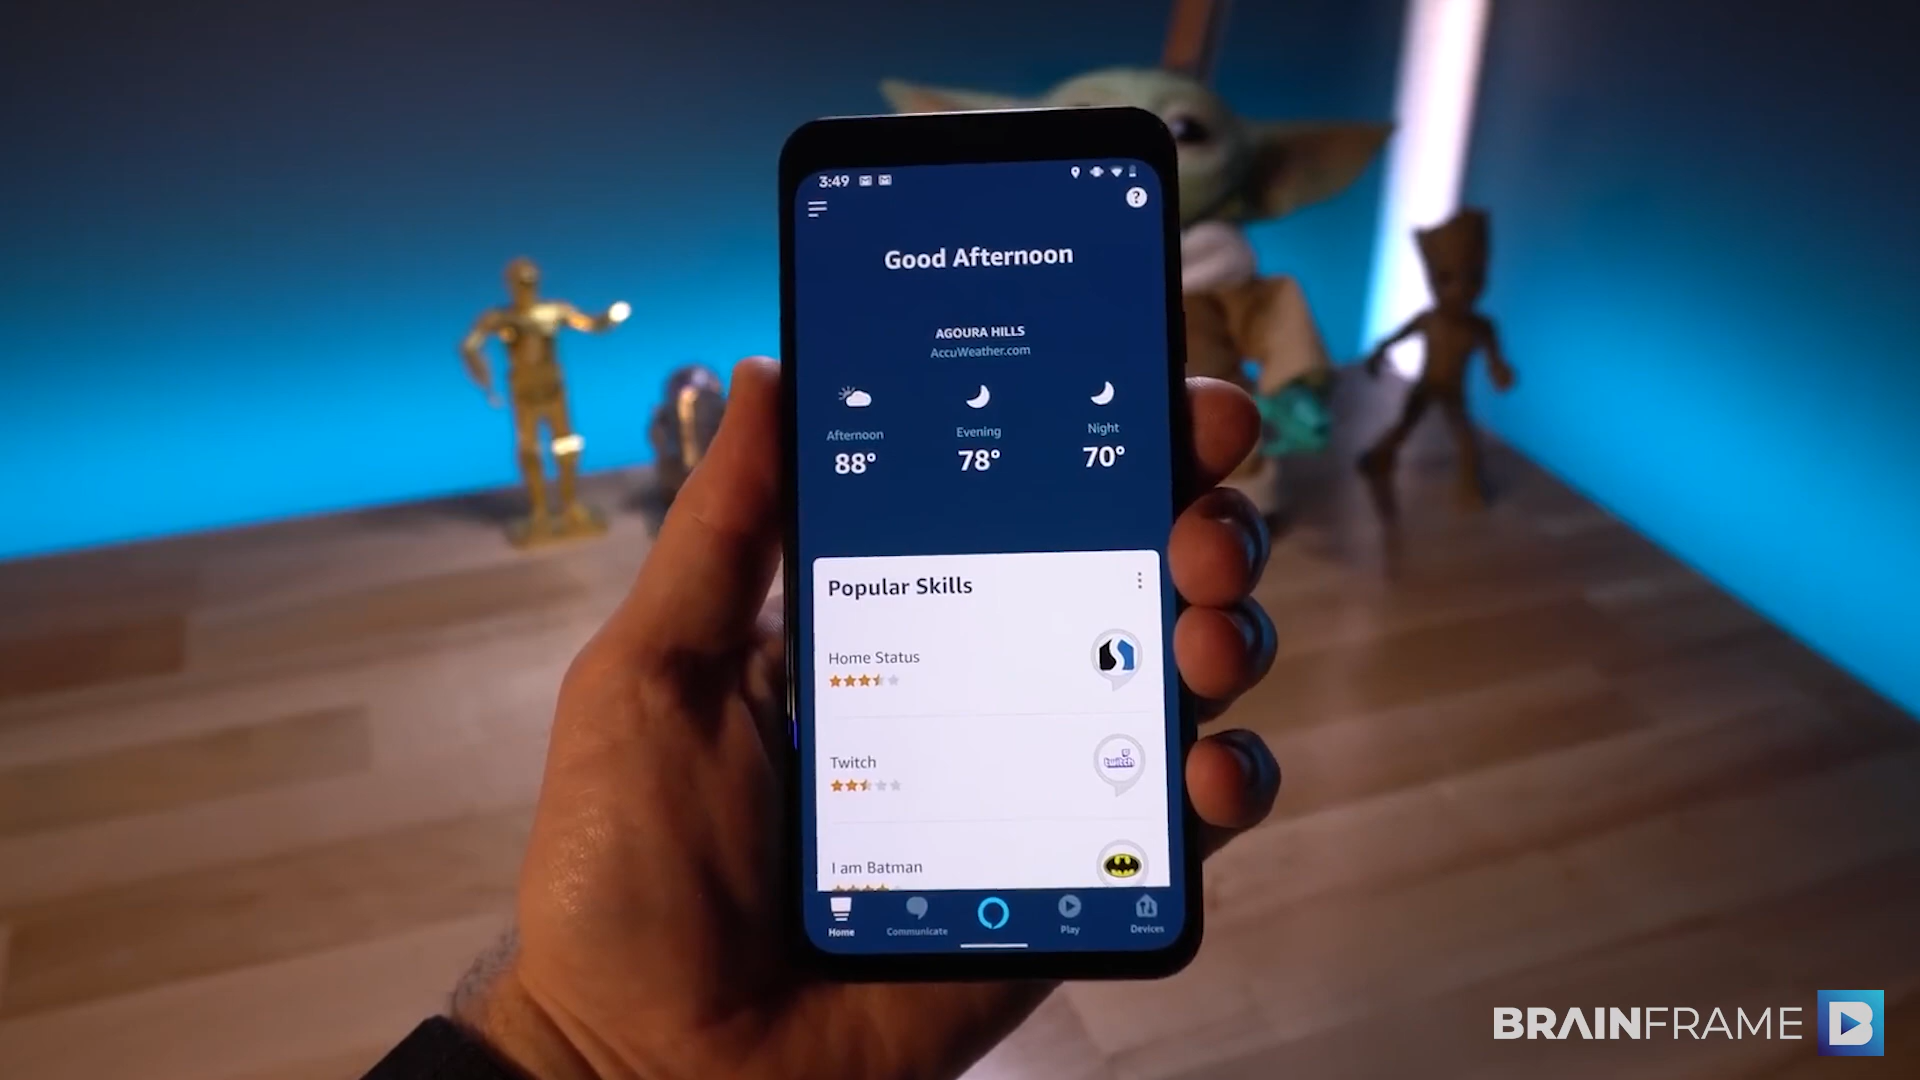 3:49
?
Good Afternoon
AGOURA HILLS
AccuWeather.com
Afternoon Evening Night
88° 78° 70°
Popular Skills
Home Status
Twitch
twitch
I am Batman
Home Communicate Play Devices
BRAINFRAME B